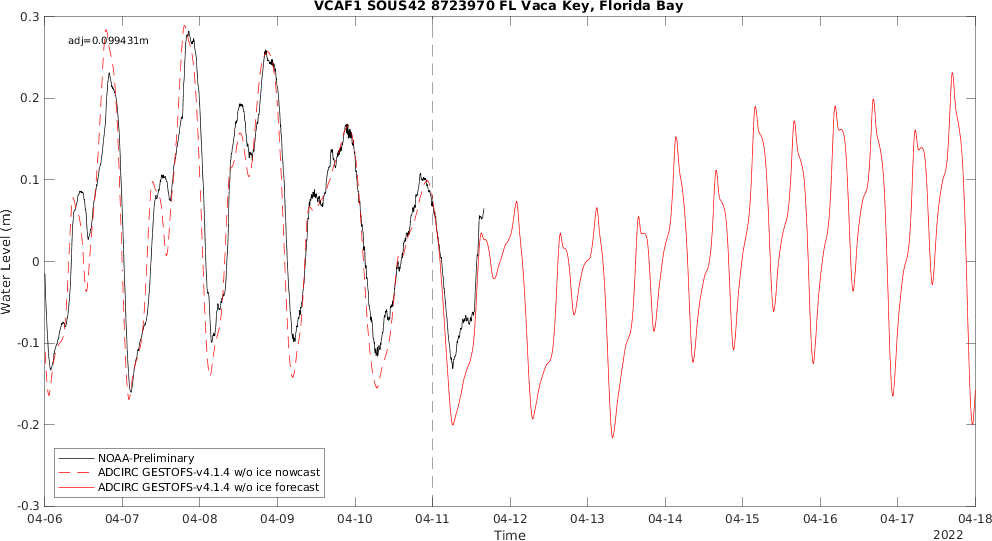 VCAF1 SOUS42 8723970 FL Vaca Key, Florida Bay
adj=0.099431m
Water Level (m)
0.3
0.2
0.1
0
-0.1
-0.2
-0.3
NOAA-Preliminary
ADCIRC GESTOFS-v4.1.4 w/o ice nowcast
ADCIRC GESTOFS-v4.1.4 w/o ice forecast
04-06 04-07 04-08 04-09 04-10 04-11 04-12 04-13 04-14 04-15 04-16 04-17 04-18
Time
2022